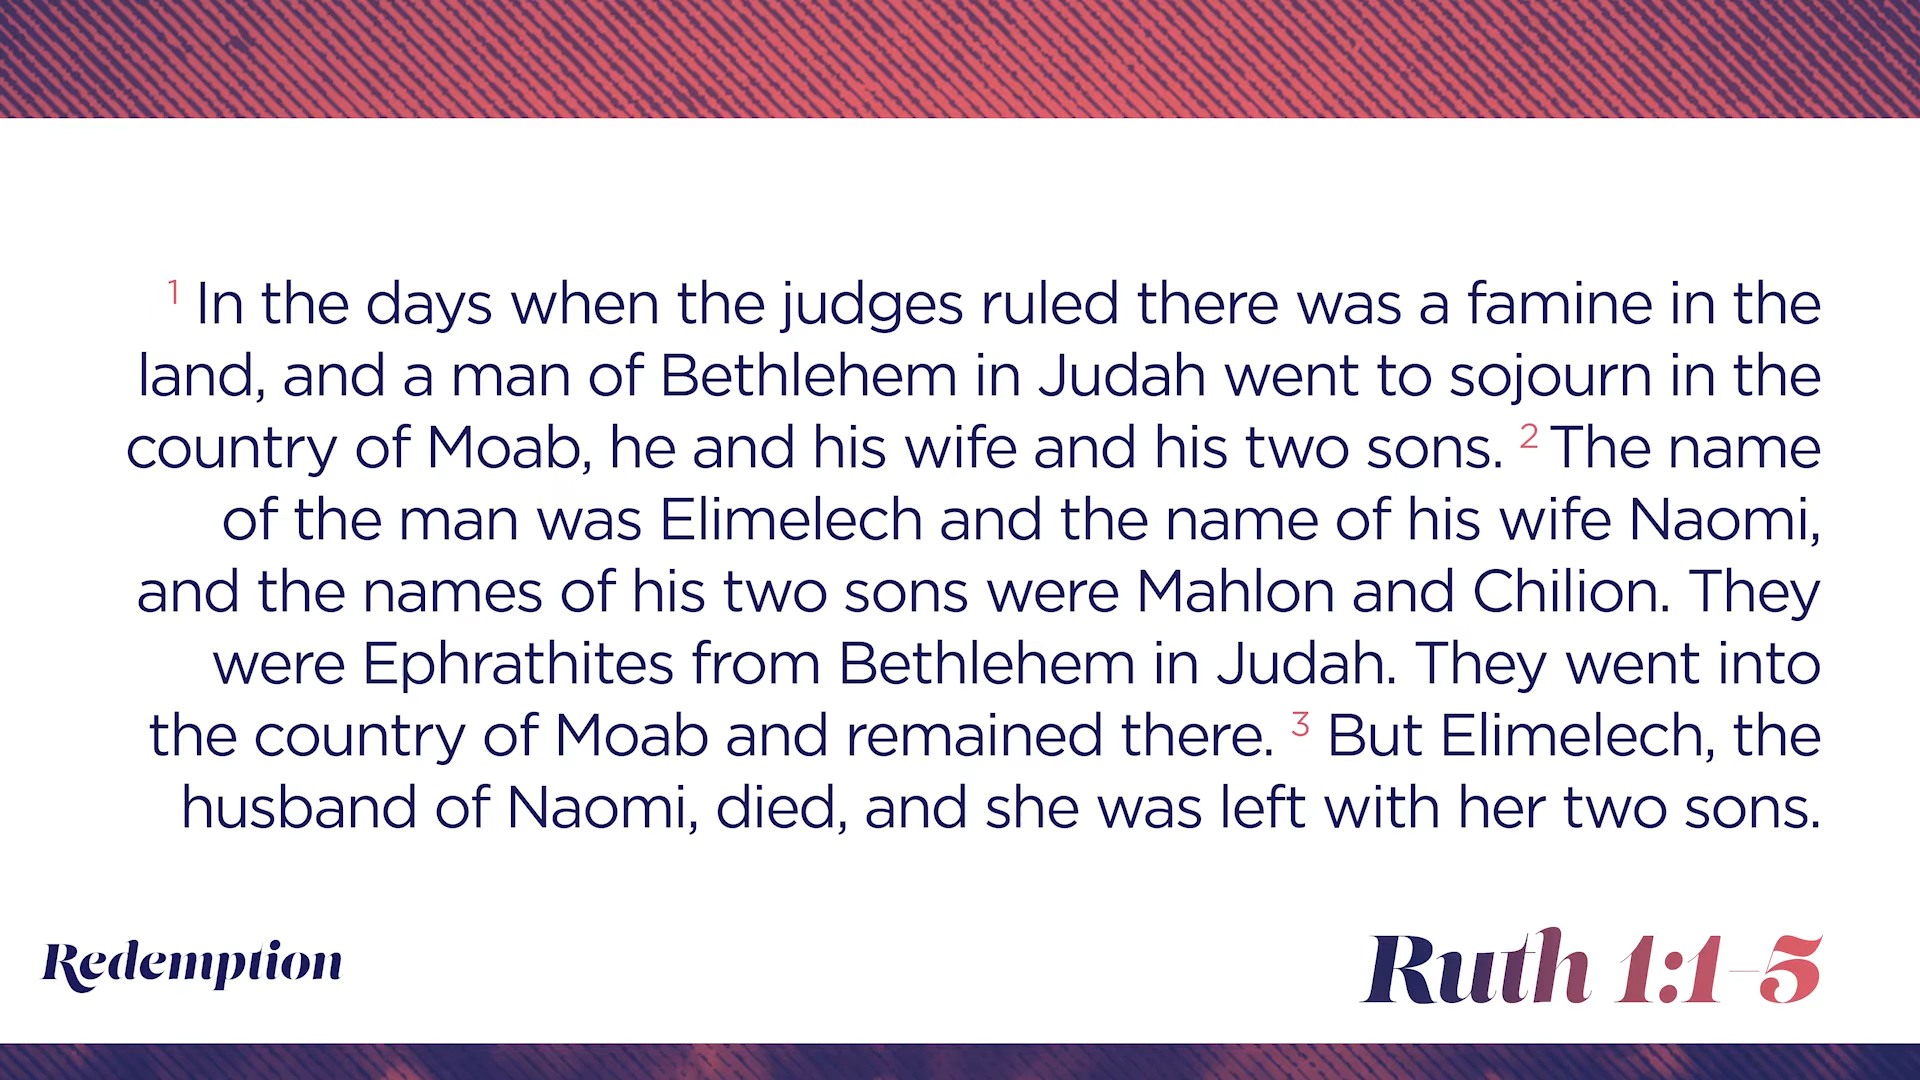 1 In the days when the judges ruled there was a famine in the
land, and a man of Bethlehem in Judah went to sojourn in the
country of Moab, he and his wife and his two sons. 2 The name
of the man was Elimelech and the name of his wife Naomi,
and the names of his two sons were Mahlon and Chilion. They
were Ephrathites from Bethlehem in Judah. They went into
the country of Moab and remained there. 3 But Elimelech, the
husband of Naomi, died, and she was left with her two sons.
Redemption
Ruth 1:1–5